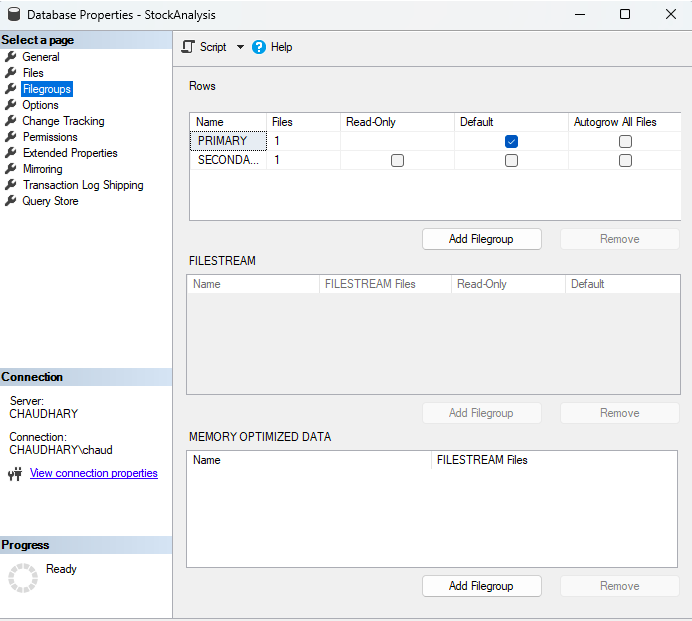 Database Properties - StockAnalysis
Select a page
General
Files
Filegroups
Options
Change Tracking
Permissions
Extended Properties
Mirroring
Transaction Log Shipping
Query Store
Connection
Server:
CHAUDHARY
Connection:
CHAUDHARY\chaud
View connection properties
Progress
Ready
Script Help
Rows
Name Files Read-Only Default Autogrow All Files
PRIMARY 1
SECONDA... 1
Add Filegroup Remove
FILESTREAM
Name FILESTREAM Files Read-Only Default
Add Filegroup Remove
MEMORY OPTIMIZED DATA
Name FILESTREAM Files
Add Filegroup Remove